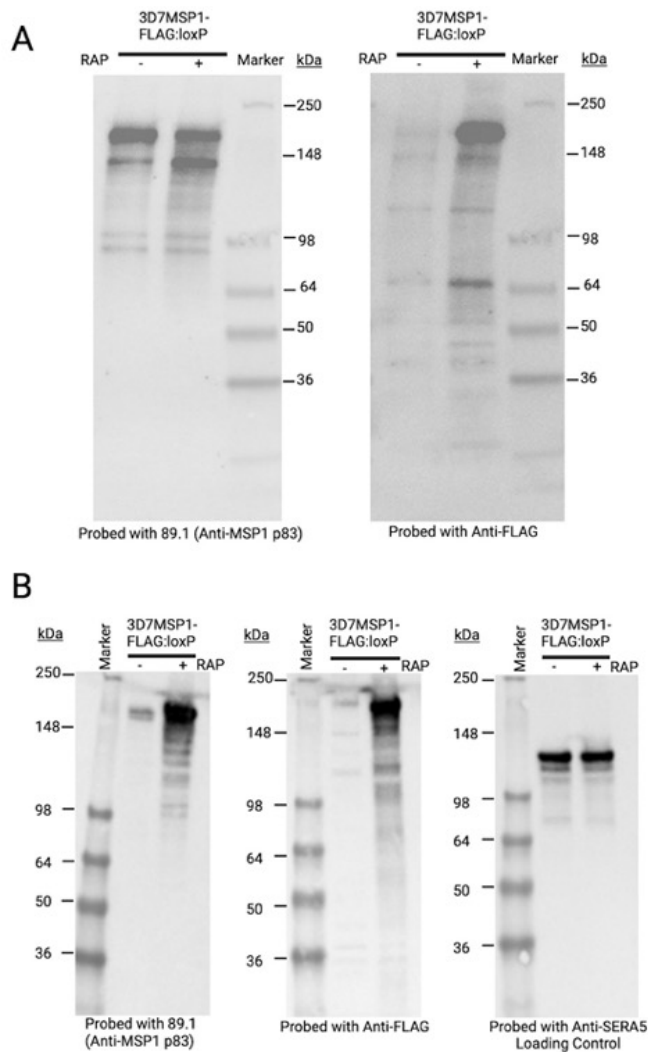 A
3D7MSP1-
FLAG:loxP
RAP - + Marker kDa
250
148
98
64
50
36
Probed with 89.1 (Anti-MSP1 p83)
3D7MSP1-
FLAG:loxP
RAP - + Marker kDa
250
148
98
64
50
36
Probed with Anti-FLAG
B
kDa
Marker
3D7MSP1-
FLAG:loxP
- + RAP
250
148
98
64
50
36
Probed with 89.1
(Anti-MSP1 p83)
kDa
Marker
3D7MSP1-
FLAG:loxP
- + RAP
250
148
98
64
50
36
Probed with Anti-FLAG
kDa
Marker
3D7MSP1-
FLAG:loxP
- + RAP
250
148
98
64
50
36
Probed with Anti-SERA5
Loading Control